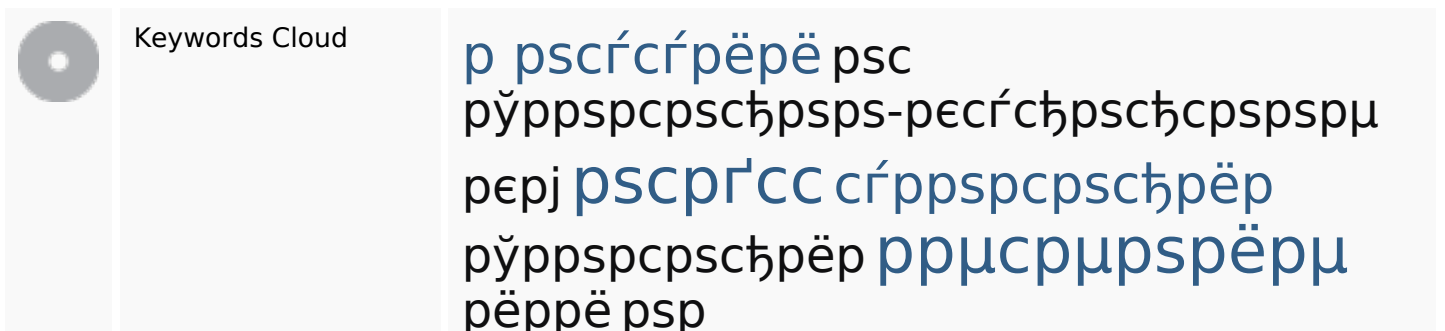 Keywords Cloud
р рѕсѓсѓрёрё рѕс
рўррѕрсрѕсђрѕрѕ-рєсѓсђрѕсђсрѕрѕрµ
рєрј рѕсрґсс сѓррѕрсрѕсђрёр
рўррѕрсрѕсђрёр ррµсрµрѕрёрµ
рёррё рѕр